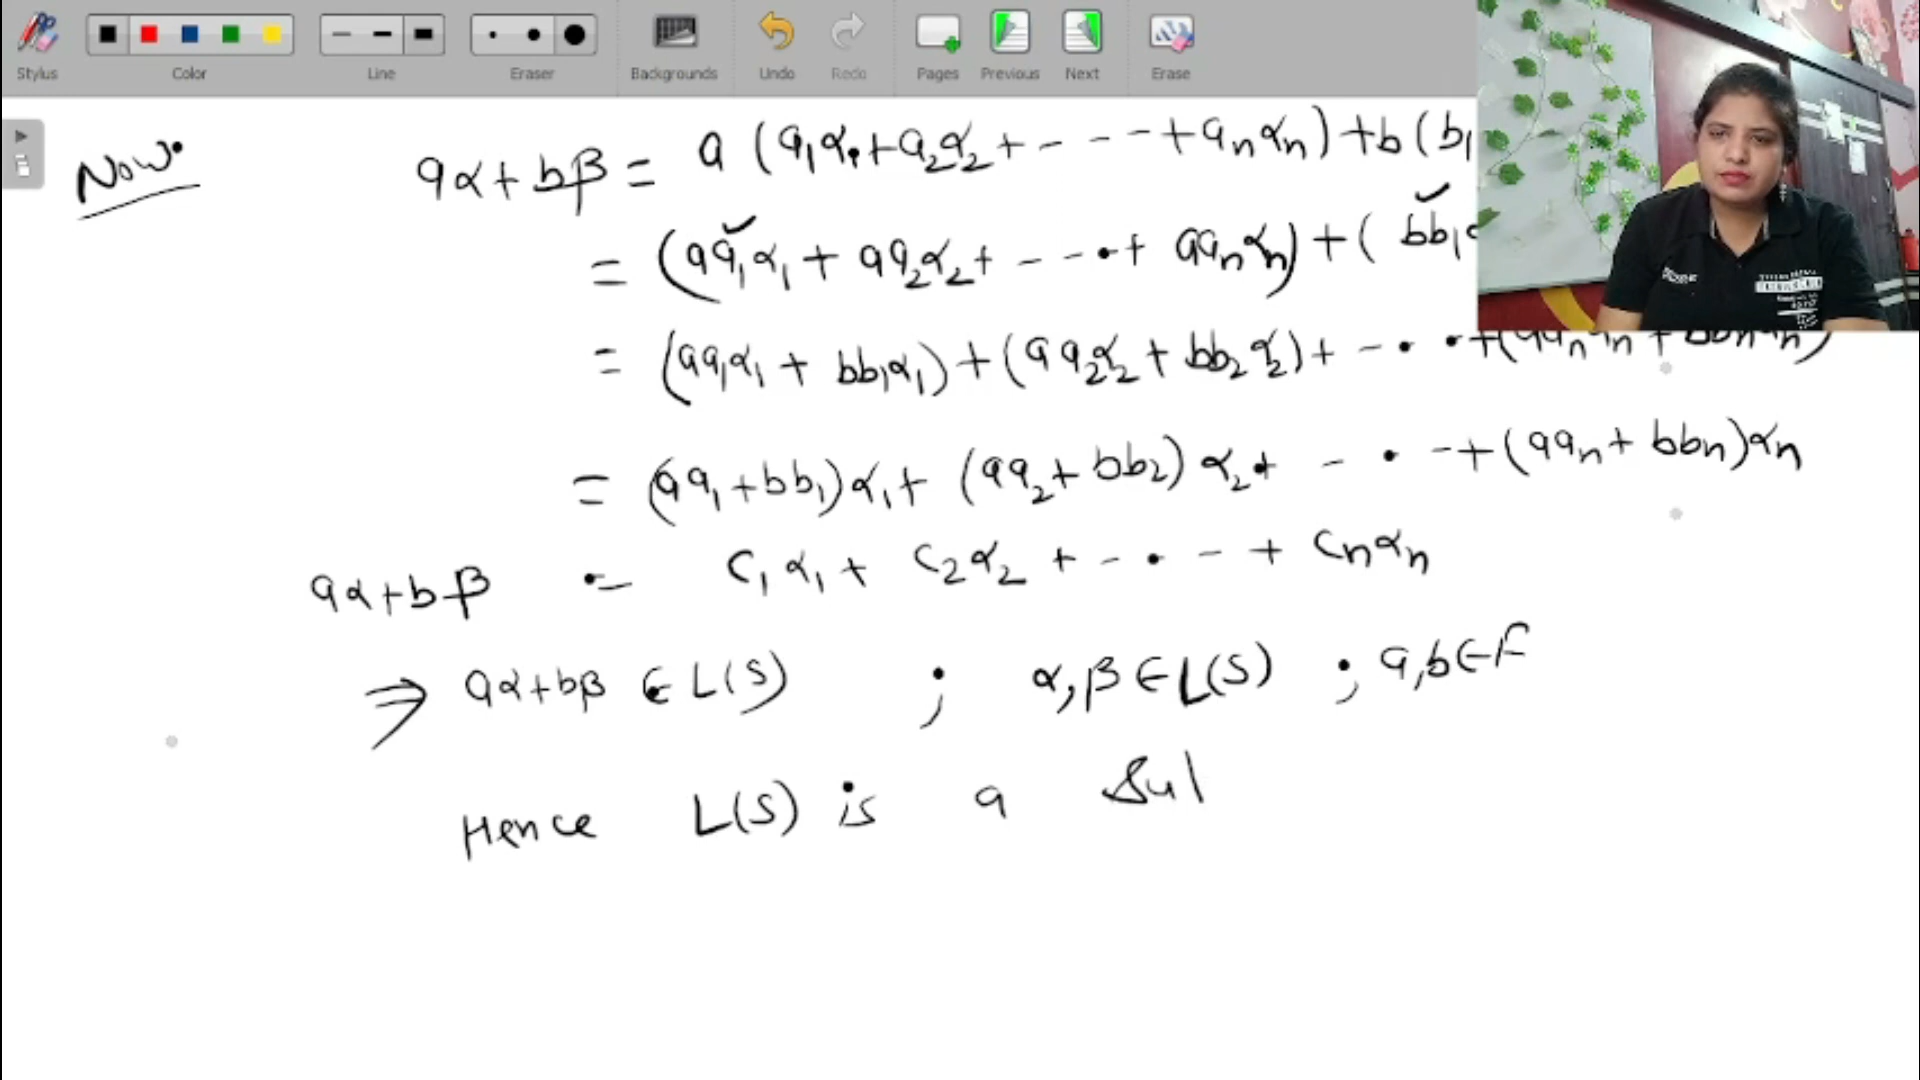 Stylus Color Line Eraser Backgrounds Undo Redo Pages Previous Next Erase
Now. aα+bβ = a (a₁α₁+a₂α₂+ - - - +aₙαₙ)+b(b₁
= (aa₁α₁ + aa₂α₂+ - - - + aaₙαₙ)+( bb₁
= (aa₁α₁ + bb₁α₁)+(aa₂α₂ + bb₂α₂)+ - . . +(aaₙαₙ + bbₙαₙ)
= (aa₁+bb₁)α₁+ (aa₂+bb₂) α₂+ - . - +(aaₙ+bbₙ)αₙ
aα+bβ = c₁α₁+ c₂α₂ + - . - + cₙαₙ
⇒ aα+bβ ∈ L(S) ; α,β∈L(S) ; a,b∈F
Hence L(S) is a Sul